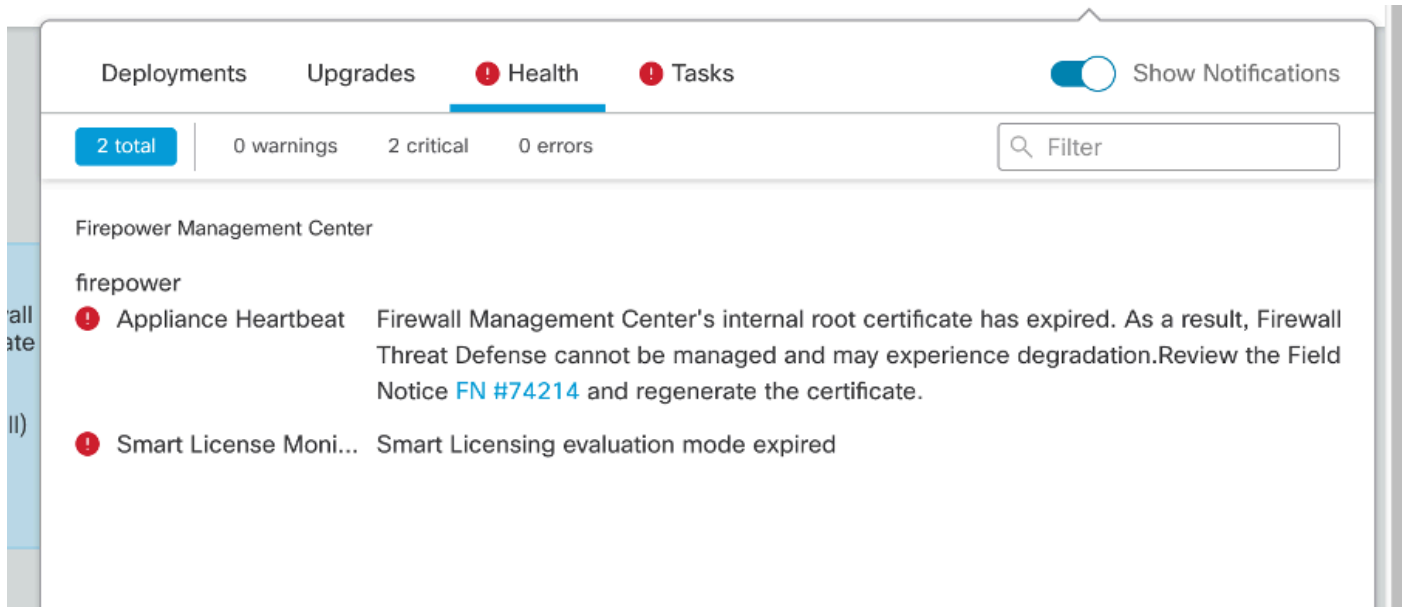 Deployments Upgrades Health Tasks Show Notifications
2 total 0 warnings 2 critical 0 errors Filter
Firepower Management Center
firepower
Appliance Heartbeat Firewall Management Center's internal root certificate has expired. As a result, Firewall
Threat Defense cannot be managed and may experience degradation.Review the Field
Notice FN #74214 and regenerate the certificate.
Smart License Moni... Smart Licensing evaluation mode expired